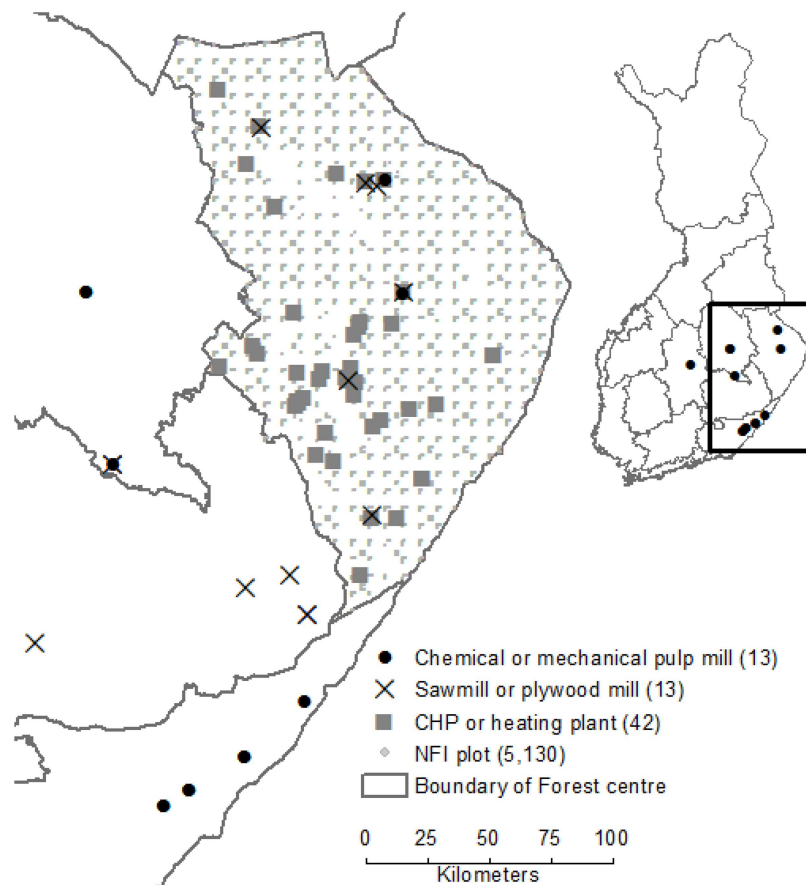 Chemical or mechanical pulp mill (13)
Sawmill or plywood mill (13)
CHP or heating plant (42)
NFI plot (5,130)
Boundary of Forest centre
0 25 50 100
Kilometers